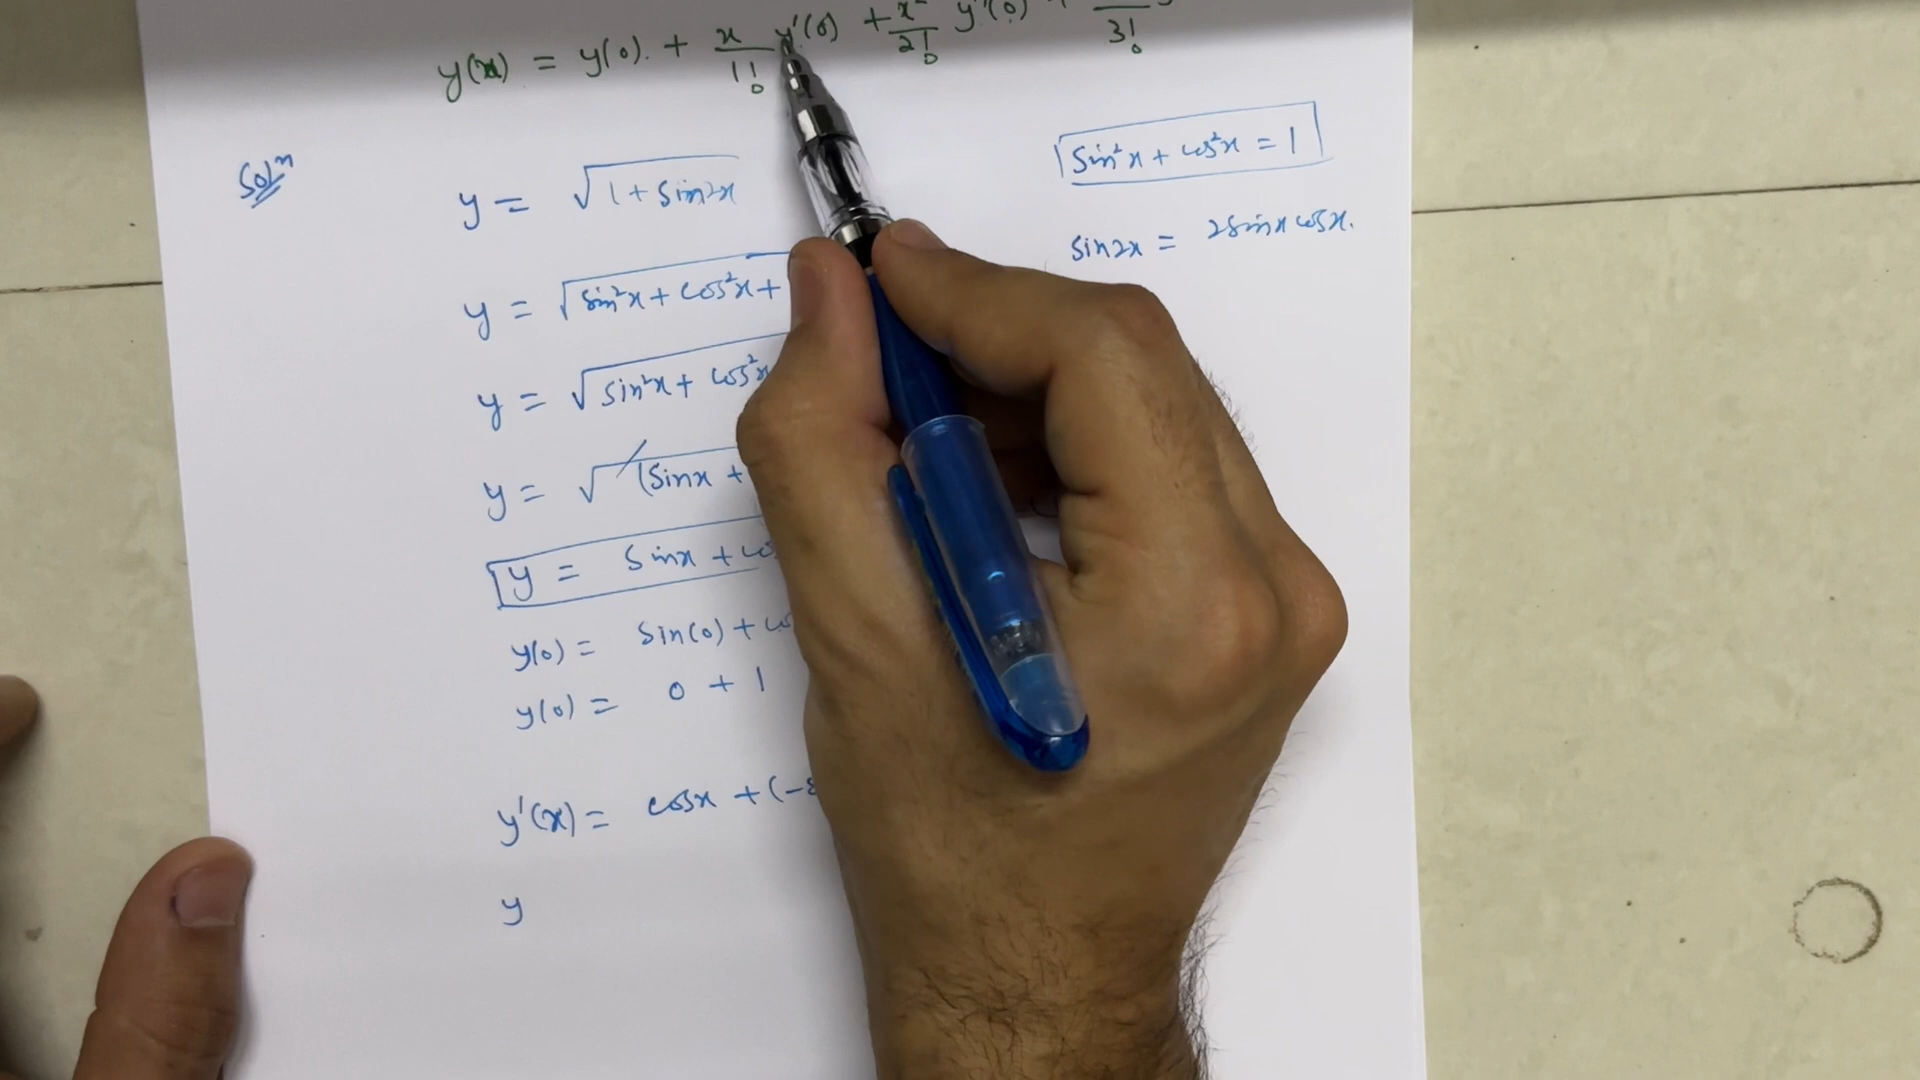 y(x) = y(0) + x/1! y'(0) + x²/2! y''(0) + /3!
Solⁿ
y = √1 + sin2x
sin²x + cos²x = 1
sin2x = 2sinx cosx.
y = √sin²x + cos²x +
y = √sin²x + cos²x
y = √(sinx +
y = sinx +
y(0) = sin(0) +
y(0) = 0 + 1
y'(x) = cosx + (-
y